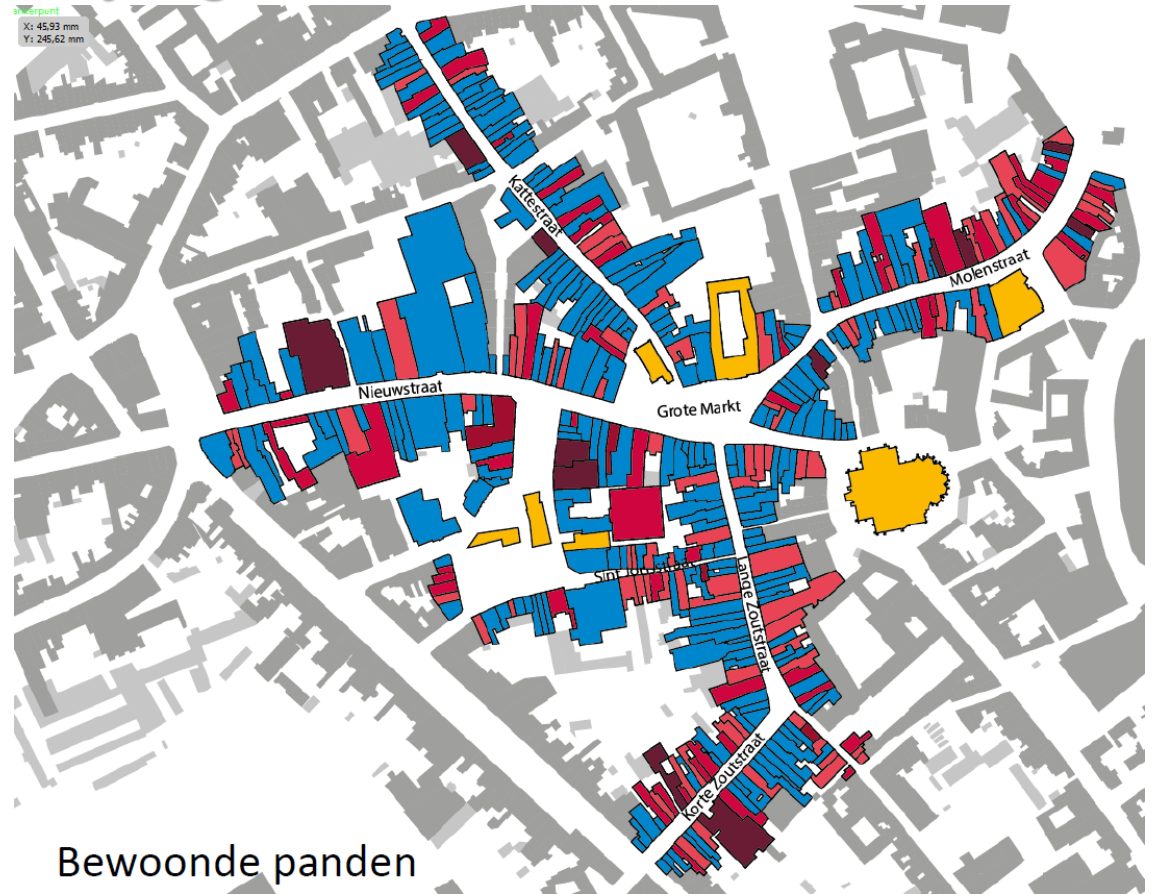 X: 45,93 mm
Y: 245,62 mm
Kattestraat
Molenstraat
Nieuwstraat
Grote Markt
Lange Zoutstraat
Korte Zoutstraat
Bewoonde panden